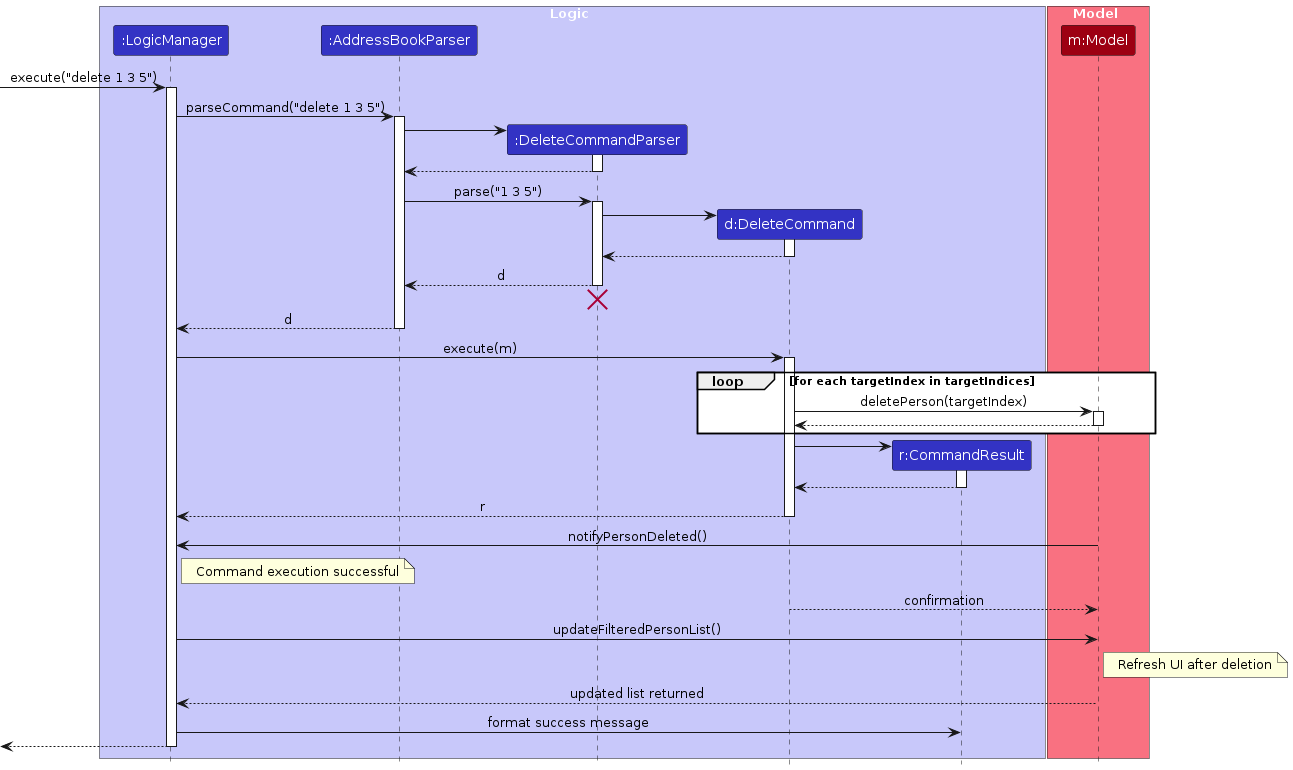 Logic
Model
:LogicManager
:AddressBookParser
m:Model
execute("delete 1 3 5")
parseCommand("delete 1 3 5")
:DeleteCommandParser
parse("1 3 5")
d:DeleteCommand
d
d
execute(m)
loop
[for each targetIndex in targetIndices]
deletePerson(targetIndex)
r:CommandResult
r
notifyPersonDeleted()
Command execution successful
confirmation
updateFilteredPersonList()
Refresh UI after deletion
updated list returned
format success message